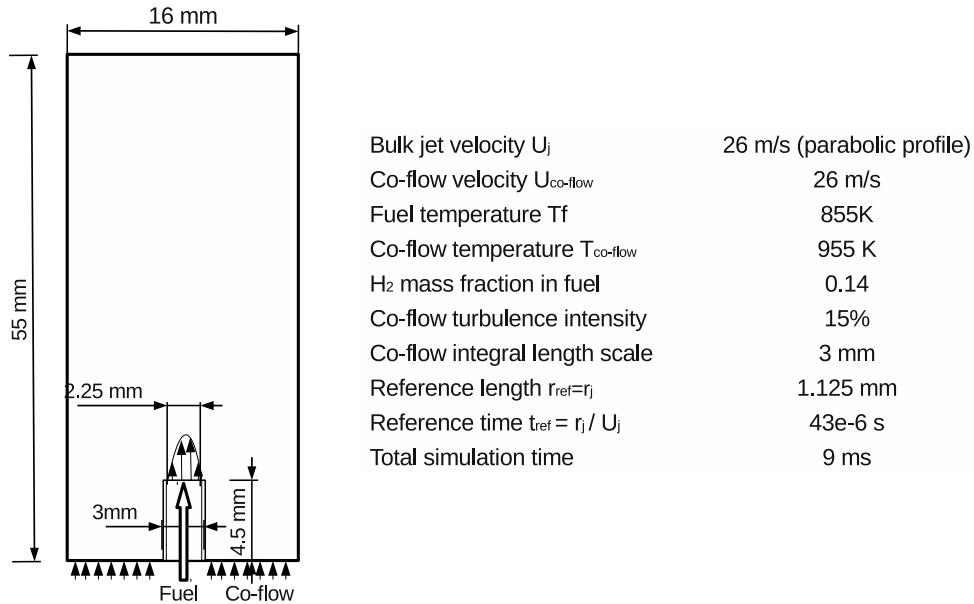 16 mm
55 mm
2.25 mm
3mm
4.5 mm
Fuel Co-flow
Bulk jet velocity Uj 26 m/s (parabolic profile)
Co-flow velocity Uco-flow 26 m/s
Fuel temperature Tf 855K
Co-flow temperature Tco-flow 955 K
H2 mass fraction in fuel 0.14
Co-flow turbulence intensity 15%
Co-flow integral length scale 3 mm
Reference length rref=rj 1.125 mm
Reference time tref = rj / Uj 43e-6 s
Total simulation time 9 ms